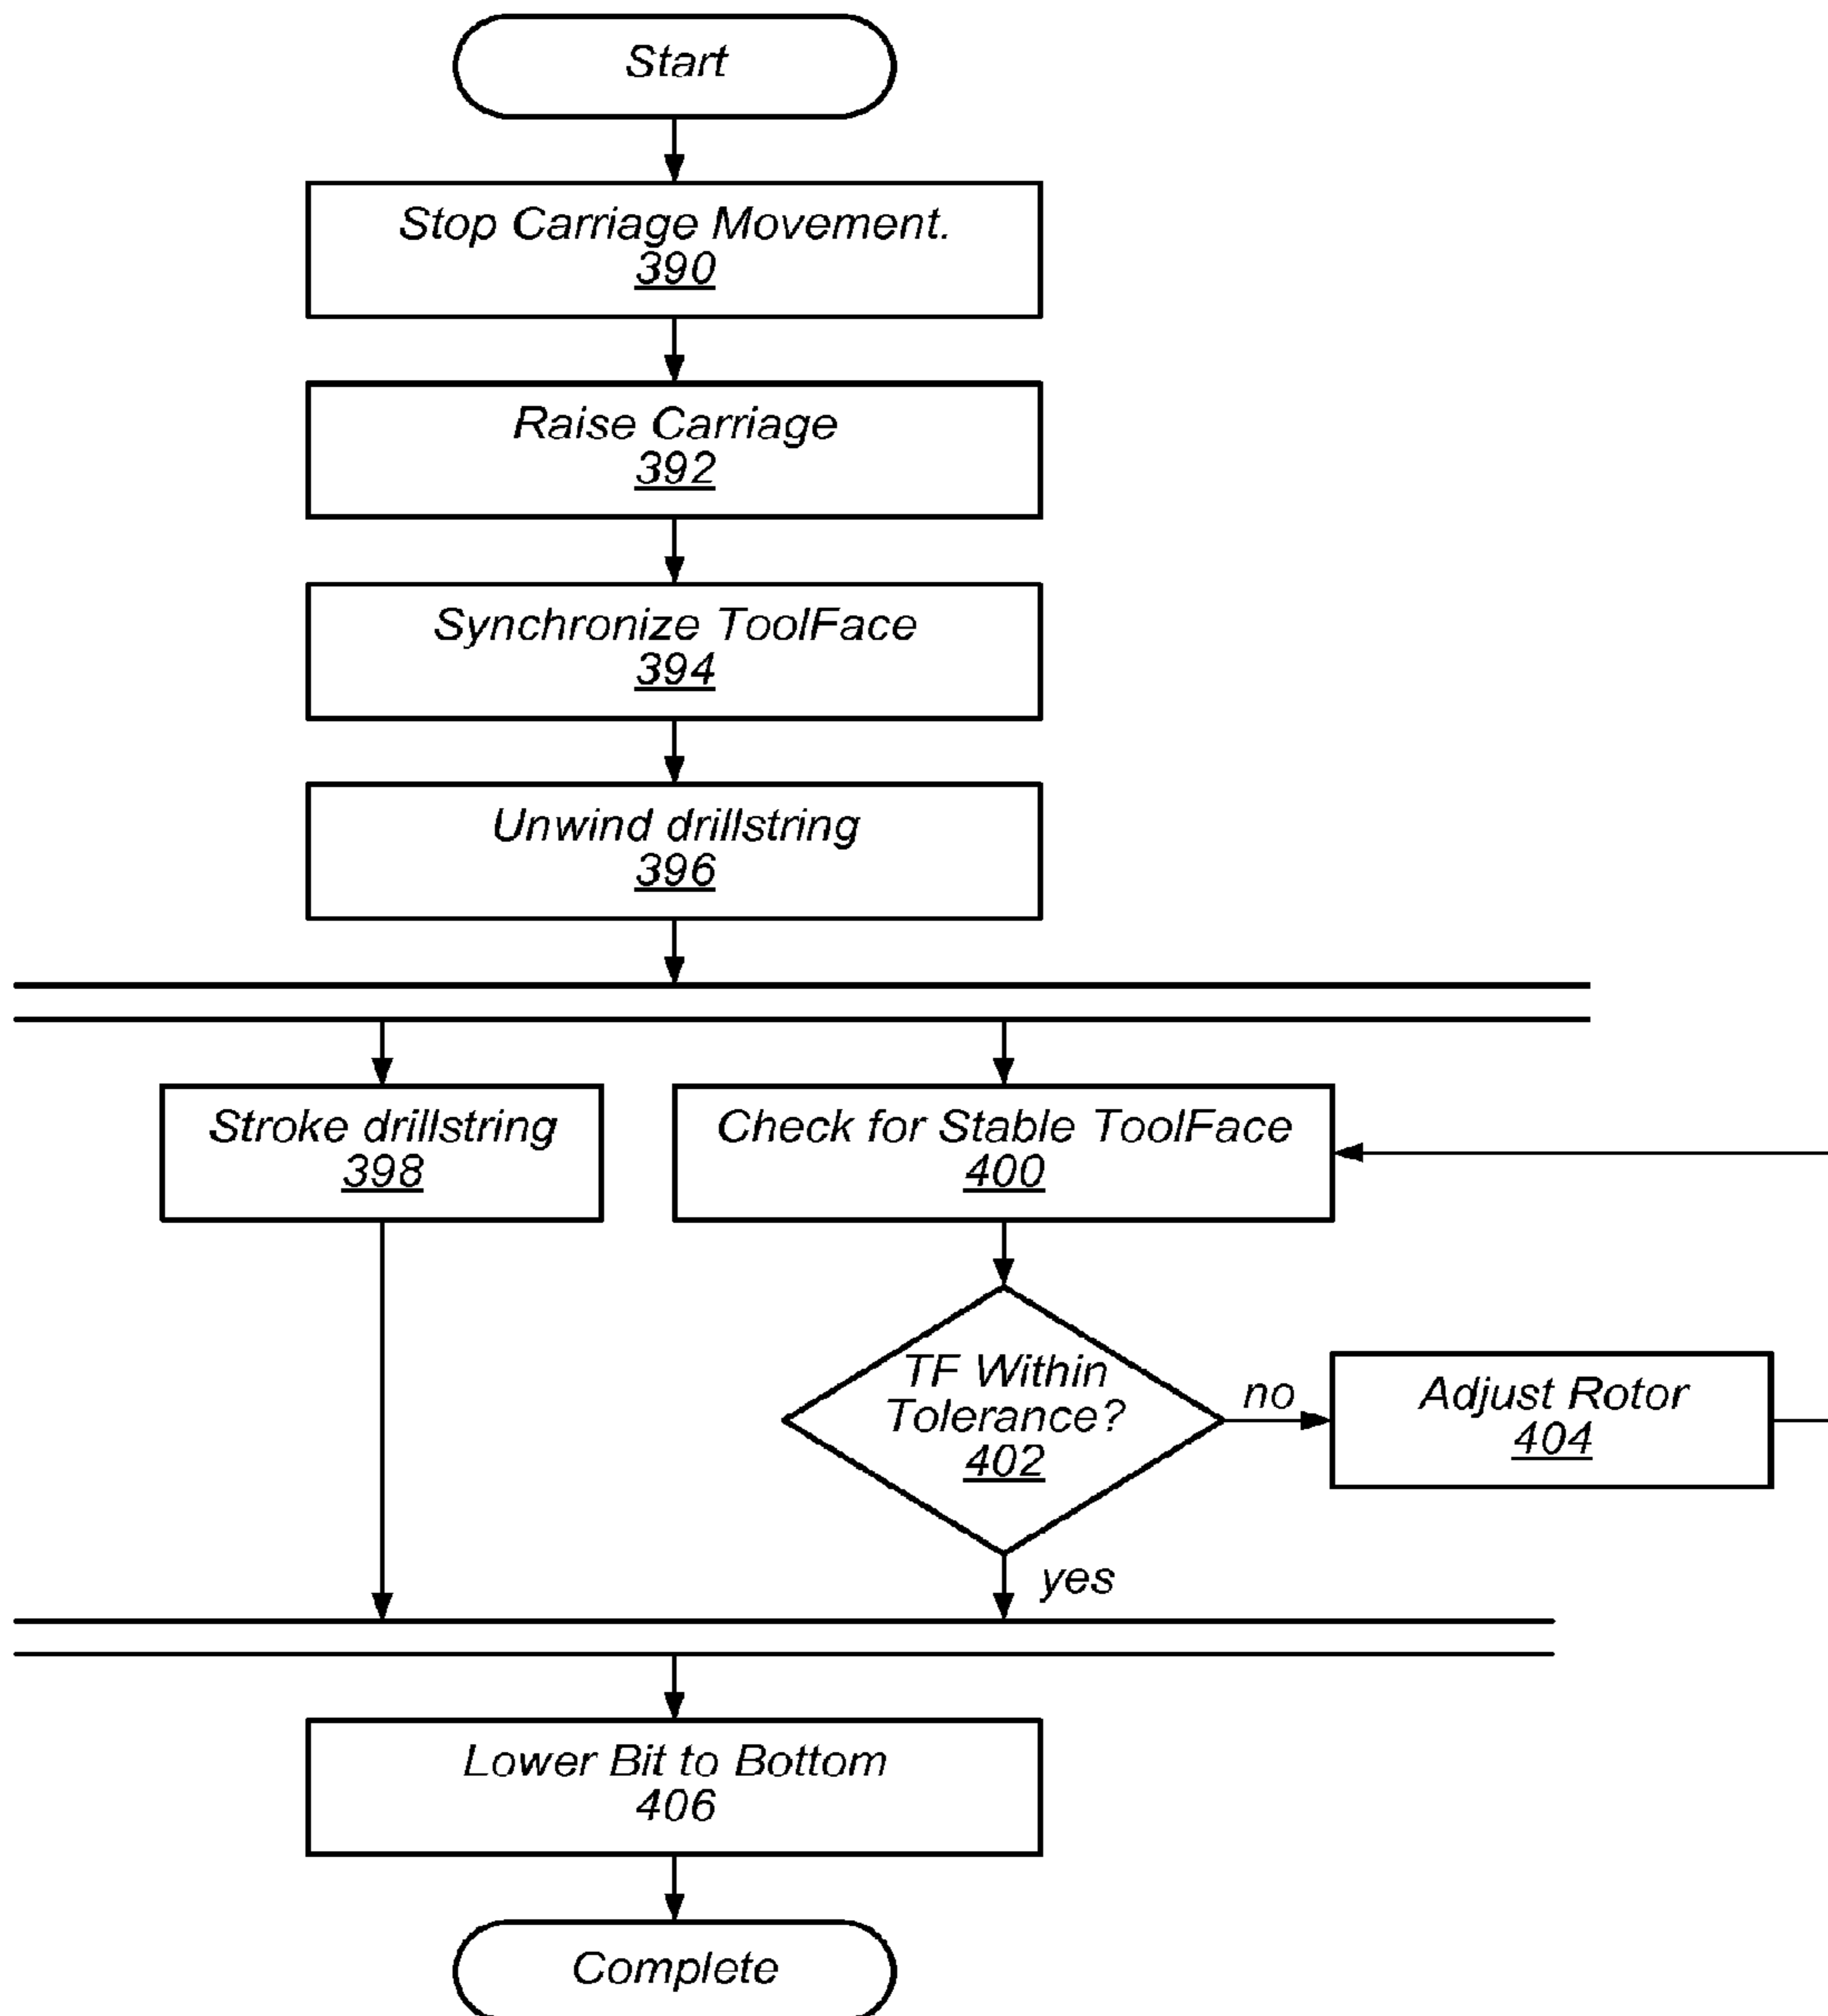 Start
Stop Carriage Movement.
390
Raise Carriage
392
Synchronize ToolFace
394
Unwind drillstring
396
Stroke drillstring
398
Check for Stable ToolFace
400
TF Within
Tolerance?
402
no
Adjust Rotor
404
yes
Lower Bit to Bottom
406
Complete